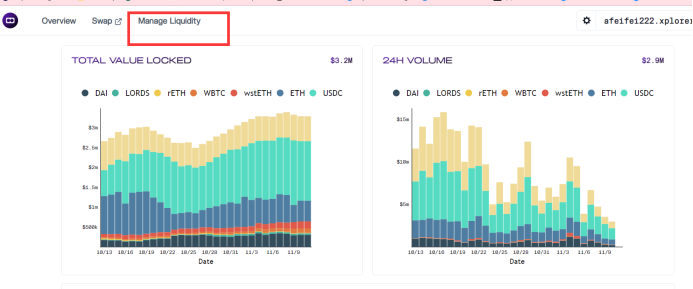 Overview Swap Manage Liquidity
afeifei222.xplorer
TOTAL VALUE LOCKED $3.2M
DAI LORDS rETH WBTC wstETH ETH USDC
$3m
$2.5m
$2m
$1.5m
$1m
$500k
10/13 10/16 10/19 10/22 10/25 10/28 10/31 11/3 11/6 11/9
Date
24H VOLUME $2.9M
DAI LORDS rETH WBTC wstETH ETH USDC
$15m
$10m
$5m
10/13 10/16 10/19 10/22 10/25 10/28 10/31 11/3 11/6 11/9
Date